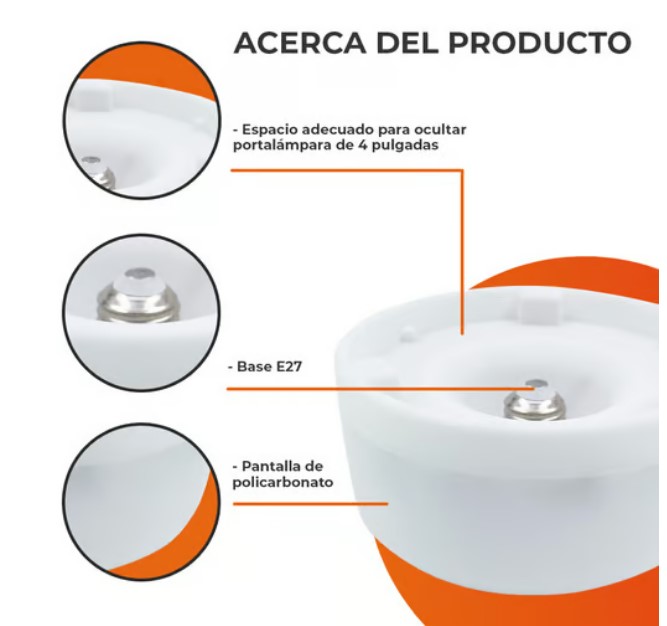 ACERCA DEL PRODUCTO
- Espacio adecuado para ocultar
portalámpara de 4 pulgadas
- Base E27
- Pantalla de
policarbonato